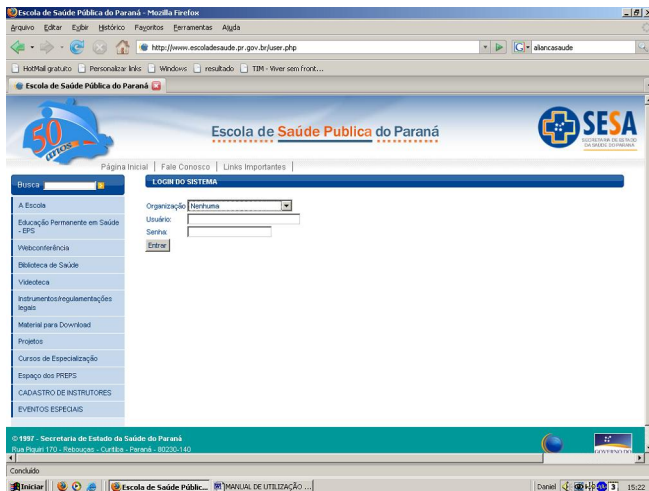 Escola de Saúde Pública do Paraná - Mozilla Firefox
Arquivo Editar Exibir Histórico Favoritos Ferramentas Ajuda
http://www.escoladesaude.pr.gov.br/user.php
aliancasaude
HotMail gratuito Personalizar links Windows resultado TIM - Viver sem front...
Escola de Saúde Pública do Paraná
50 anos
Escola de Saúde Publica do Paraná
SESA
SECRETARIA DE ESTADO
DA SAÚDE DO PARANÁ
Página Inicial | Fale Conosco | Links Importantes |
Busca
LOGIN DO SISTEMA
A Escola
Educação Permanente em Saúde
- EPS
Webconferência
Biblioteca de Saúde
Videoteca
Instrumentos/regulamentações
legais
Material para Download
Projetos
Cursos de Especialização
Espaço dos PREPS
CADASTRO DE INSTRUTORES
EVENTOS ESPECIAIS
Organização Nenhuma
Usuário:
Senha:
Entrar
© 1997 - Secretaria de Estado da Saúde do Paraná
Rua Piquiri 170 - Rebouças - Curitiba - Paraná - 80230-140
GOVERNO DO
Concluído
Iniciar
Escola de Saúde Públic...
MANUAL DE UTILIZAÇÃO ...
Daniel
15:22